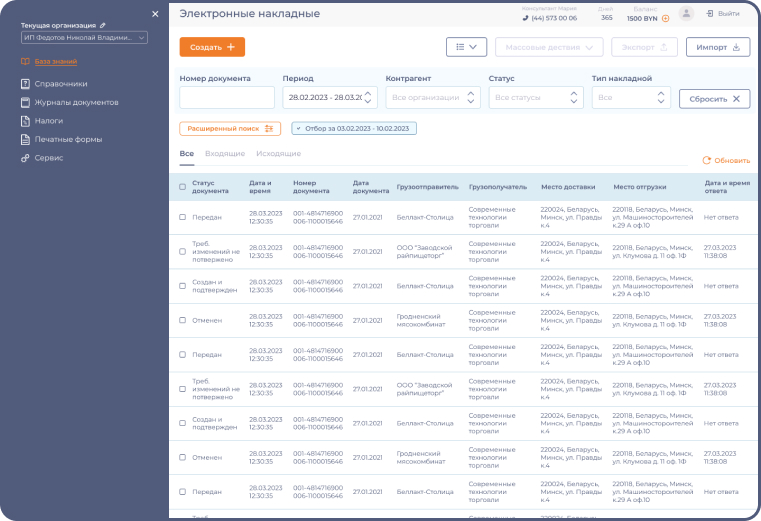 Текущая организация
ИП Федотов Николай Владими...
База знаний
Справочники
Журналы документов
Налоги
Печатные формы
Сервис
Электронные накладные
Консультант Мария
(44) 573 00 06
365
Баланс
1500 BYN
Выйти
Создать
Массовые дествия
Экспорт
Импорт
Номер документа
Период
Контрагент
Статус
Тип накладной
28.02.2023 - 28.03.20
Все организации
Все статусы
Все
Сбросить
Расширенный поиск
Отбор за 03.02.2023 - 10.02.2023
Все
Входящие
Исходящие
Обновить
Статус документа
Дата и время
Номер документа
Дата документа
Грузоотправитель
Грузополучатель
Место доставки
Место отгрузки
Дата и время ответа
Передан
28.03.2023 12:30:35
001-4814716900 006-1100015646
27.01.2021
Беллакт-Столица
Современные технологии торговли
220024, Беларусь, Минск, ул. Правды к.4
220118, Беларусь, Минск, ул. Машиностороителей к.29 А оф.10
Нет ответа
Треб. изменений не потвержено
28.03.2023 12:30:35
001-4814716900 006-1100015646
27.01.2021
ООО "Заводской райпищеторг"
Современные технологии торговли
220024, Беларусь, Минск, ул. Правды к.4
220118, Беларусь, Минск, ул. Клумова д. 11 оф. 1Ф
27.03.2023 11:38:08
Создан и подтвержден
28.03.2023 12:30:35
001-4814716900 006-1100015646
27.01.2021
Беллакт-Столица
Современные технологии торговли
220024, Беларусь, Минск, ул. Правды к.4
220118, Беларусь, Минск, ул. Машиностороителей к.29 А оф.10
Нет ответа
Отменен
28.03.2023 12:30:35
001-4814716900 006-1100015646
27.01.2021
Гродненский мясокомбинат
Современные технологии торговли
220024, Беларусь, Минск, ул. Правды к.4
220118, Беларусь, Минск, ул. Клумова д. 11 оф. 1Ф
27.03.2023 11:38:08
Передан
28.03.2023 12:30:35
001-4814716900 006-1100015646
27.01.2021
Беллакт-Столица
Современные технологии торговли
220024, Беларусь, Минск, ул. Правды к.4
220118, Беларусь, Минск, ул. Машиностороителей к.29 А оф.10
Нет ответа
Треб. изменений не потвержено
28.03.2023 12:30:35
001-4814716900 006-1100015646
27.01.2021
ООО "Заводской райпищеторг"
Современные технологии торговли
220024, Беларусь, Минск, ул. Правды к.4
220118, Беларусь, Минск, ул. Клумова д. 11 оф. 1Ф
27.03.2023 11:38:08
Создан и подтвержден
28.03.2023 12:30:35
001-4814716900 006-1100015646
27.01.2021
Беллакт-Столица
Современные технологии торговли
220024, Беларусь, Минск, ул. Правды к.4
220118, Беларусь, Минск, ул. Машиностороителей к.29 А оф.10
Нет ответа
Отменен
28.03.2023 12:30:35
001-4814716900 006-1100015646
27.01.2021
Гродненский мясокомбинат
Современные технологии торговли
220024, Беларусь, Минск, ул. Правды к.4
220118, Беларусь, Минск, ул. Клумова д. 11 оф. 1Ф
27.03.2023 11:38:08
Передан
28.03.2023 12:30:35
001-4814716900 006-1100015646
27.01.2021
Беллакт-Столица
Современные технологии торговли
220024, Беларусь, Минск, ул. Правды к.4
220118, Беларусь, Минск, ул. Машиностороителей к.29 А оф.10
Нет ответа